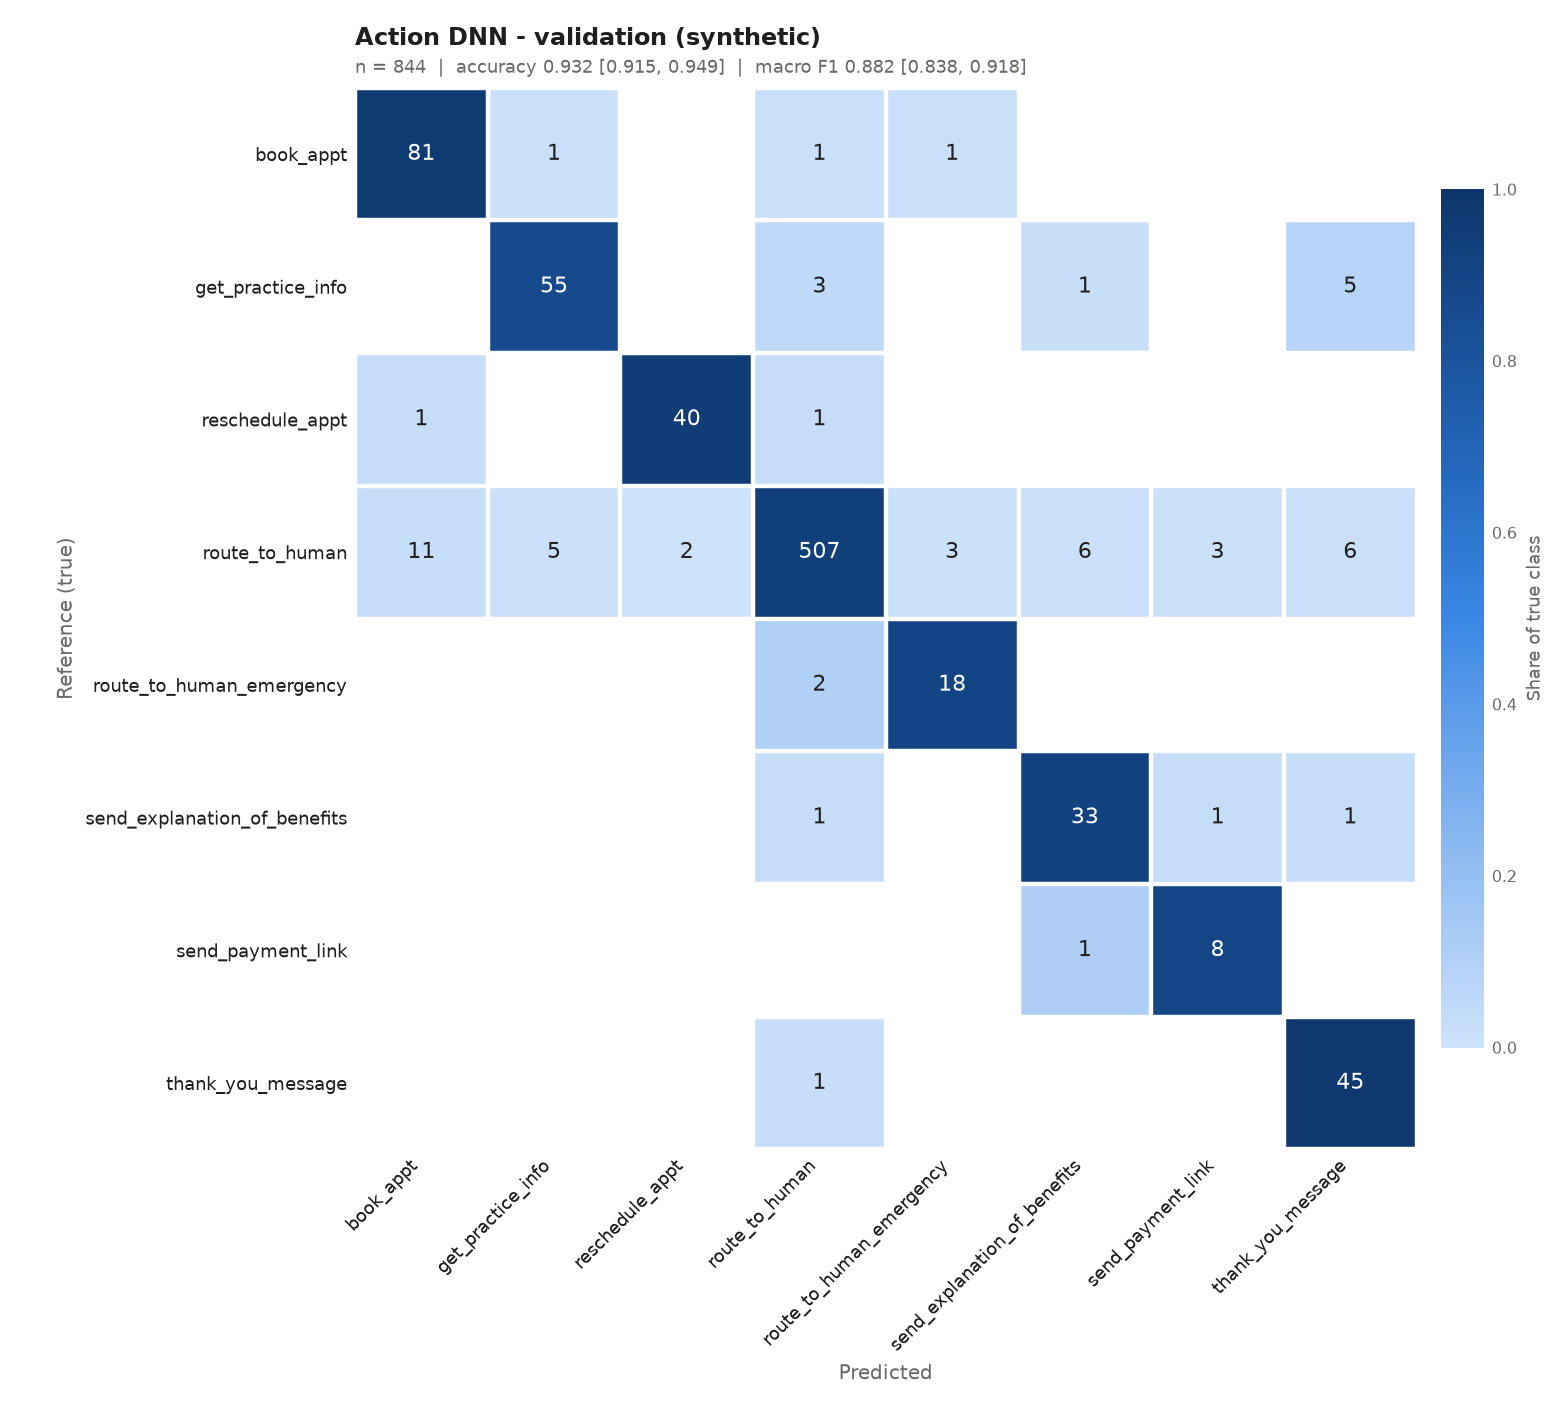 Action DNN - validation (synthetic)
n = 844 | accuracy 0.932 [0.915, 0.949] | macro F1 0.882 [0.838, 0.918]
book_appt 81 1 1 1
get_practice_info 55 3 1 5
reschedule_appt 1 40 1
route_to_human 11 5 2 507 3 6 3 6
route_to_human_emergency 2 18
send_explanation_of_benefits 1 33 1 1
send_payment_link 1 8
thank_you_message 1 45
Reference (true)
book_appt
get_practice_info
reschedule_appt
route_to_human
route_to_human_emergency
send_explanation_of_benefits
send_payment_link
thank_you_message
Predicted
1.0
0.8
0.6
0.4
0.2
0.0
Share of true class